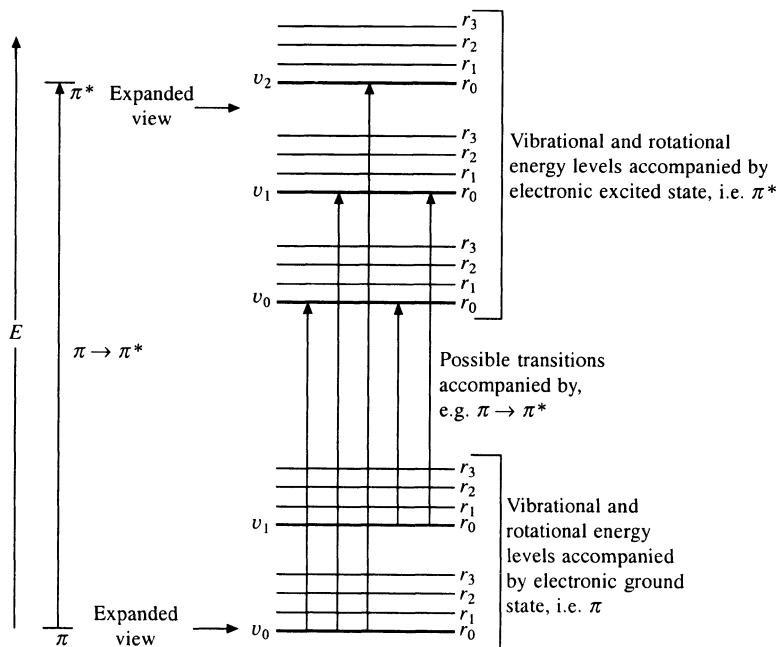 r₃
r₂
r₁
v₂ r₀
π* Expanded
view
r₃
r₂
r₁
v₁ r₀
Vibrational and rotational
energy levels accompanied by
electronic excited state, i.e. π*
r₃
r₂
r₁
v₀ r₀
E
π → π*
Possible transitions
accompanied by,
e.g. π → π*
r₃
r₂
r₁
v₁ r₀
Vibrational and
rotational energy
levels accompanied
by electronic ground
state, i.e. π
r₃
r₂
r₁
v₀ r₀
π Expanded
view